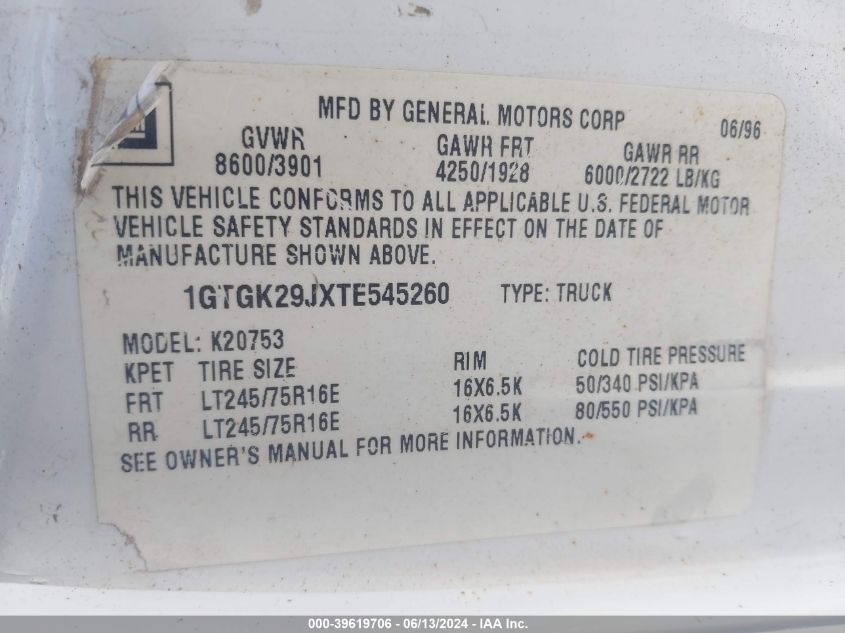 MFD BY GENERAL MOTORS CORP 06/96
GVWR GAWR FRT GAWR RR
8600/3901 4250/1928 6000/2722 LB/KG
THIS VEHICLE CONFORMS TO ALL APPLICABLE U.S. FEDERAL MOTOR
VEHICLE SAFETY STANDARDS IN EFFECT ON THE DATE OF
MANUFACTURE SHOWN ABOVE.
1GTGK29JXTE545260 TYPE: TRUCK
MODEL: K20753
KPET TIRE SIZE RIM COLD TIRE PRESSURE
FRT LT245/75R16E 16X6.5K 50/340 PSI/KPA
RR LT245/75R16E 16X6.5K 80/550 PSI/KPA
SEE OWNER'S MANUAL FOR MORE INFORMATION.
000-39619706 - 06/13/2024 - IAA Inc.